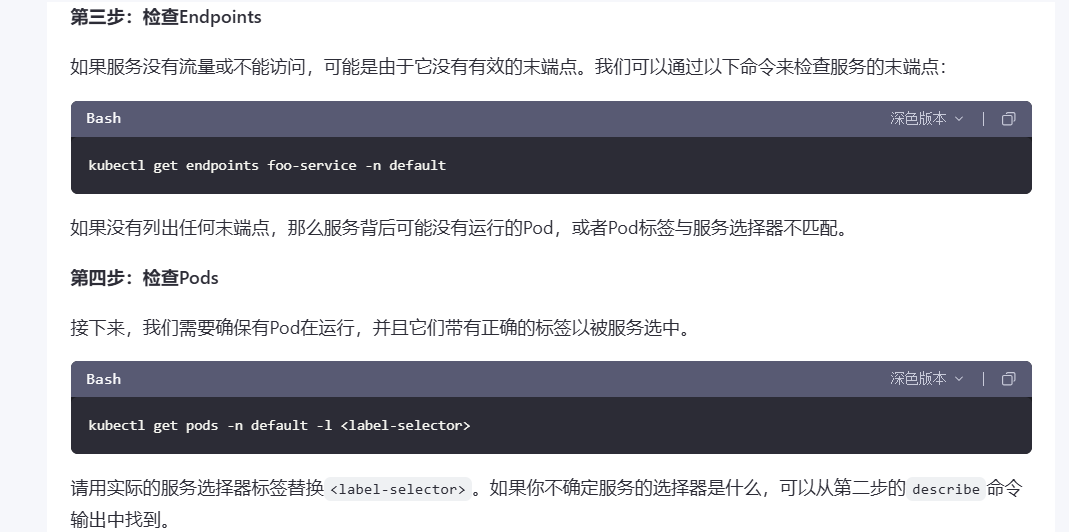 第三步：检查Endpoints
如果服务没有流量或不能访问，可能是由于它没有有效的末端点。我们可以通过以下命令来检查服务的末端点：
Bash
深色版本
kubectl get endpoints foo-service -n default
如果没有列出任何末端点，那么服务背后可能没有运行的Pod，或者Pod标签与服务选择器不匹配。
第四步：检查Pods
接下来，我们需要确保有Pod在运行，并且它们带有正确的标签以被服务选中。
Bash
深色版本
kubectl get pods -n default -l <label-selector>
请用实际的服务选择器标签替换 <label-selector> 。如果你不确定服务的选择器是什么，可以从第二步的 describe 命令
输出中找到。